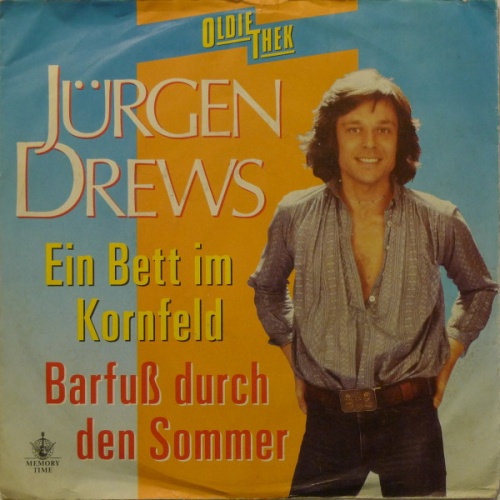 OLDIE THEK
JÜRGEN
DREWS
Ein Bett im
Kornfeld
Barfuß durch
den Sommer
MEMORY
TIME